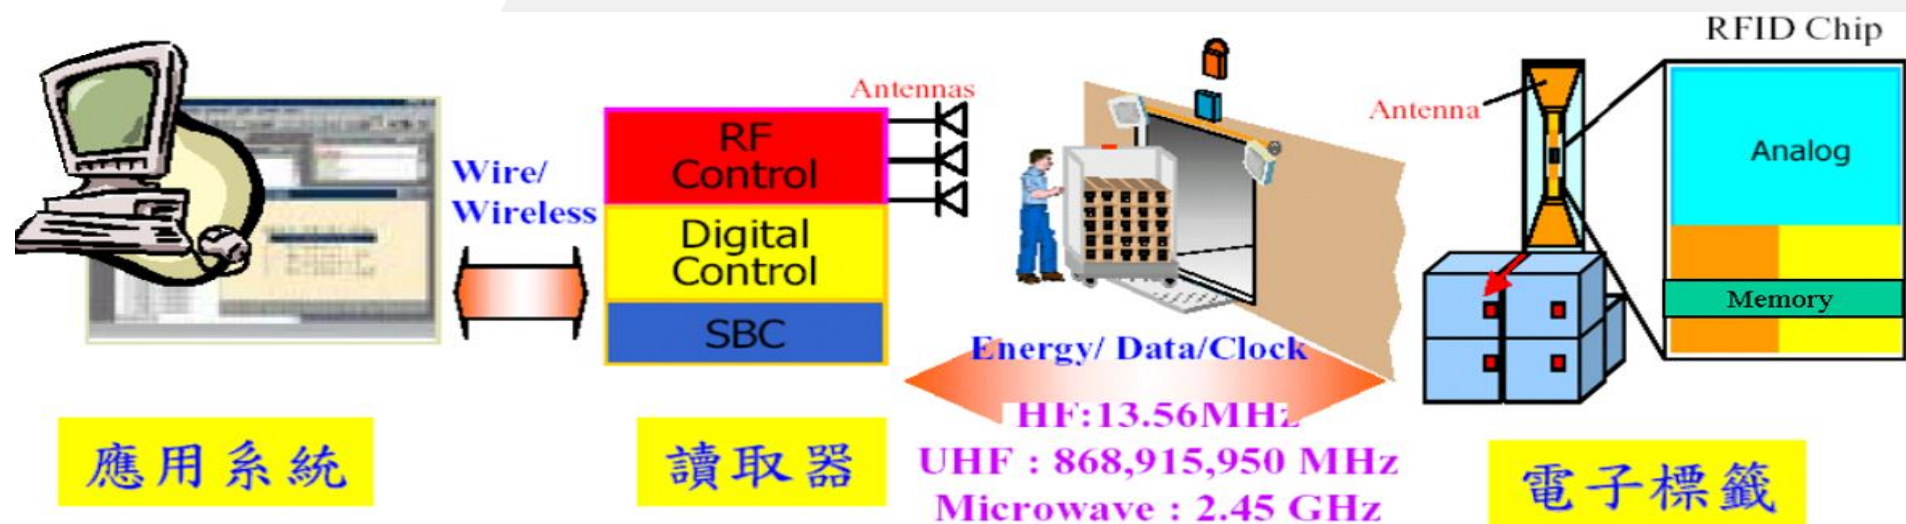 RFID Chip
Antennas
Antenna
RF
Control
Analog
Wire/
Wireless
Digital
Control
Memory
SBC
Energy/ Data/Clock
HF:13.56MHz
UHF : 868,915,950 MHz
Microwave : 2.45 GHz
應用系統
讀取器
電子標籤